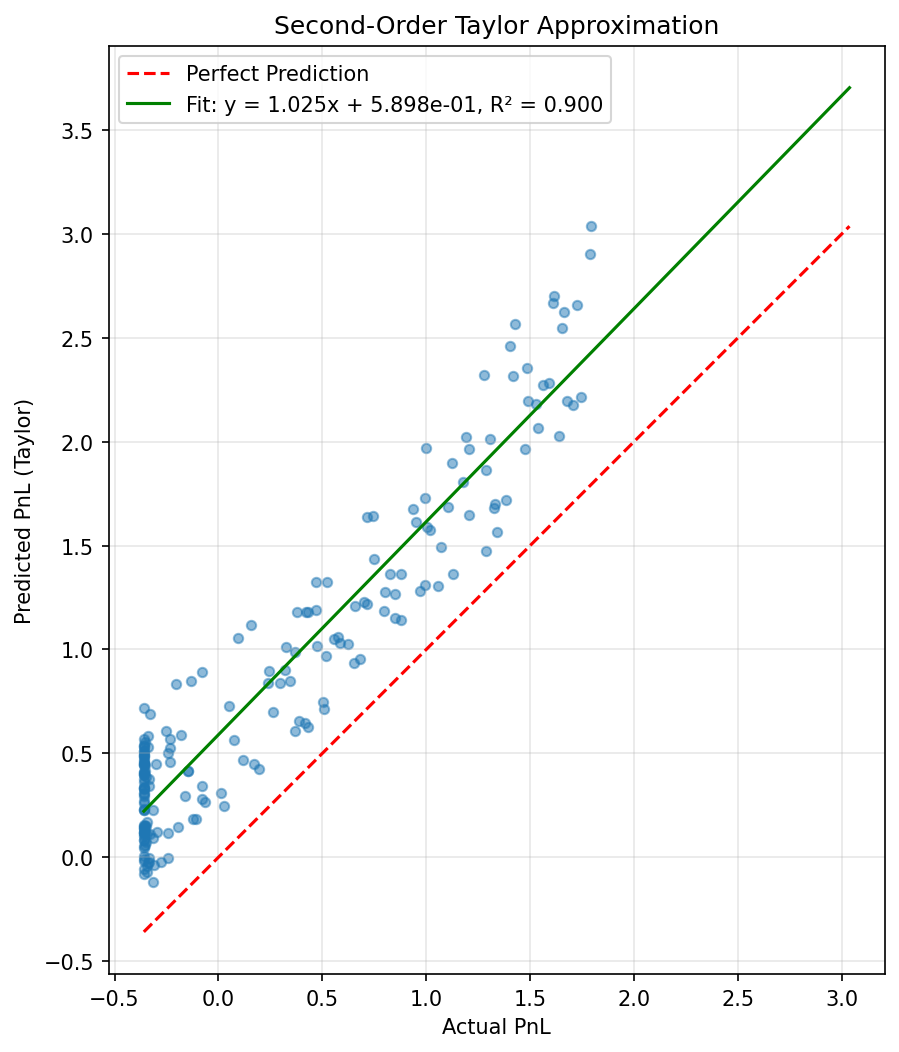 Second-Order Taylor Approximation
Perfect Prediction
Fit: y = 1.025x + 5.898e-01, R² = 0.900
3.5
3.0
2.5
2.0
1.5
1.0
0.5
0.0
−0.5
Predicted PnL (Taylor)
−0.5 0.0 0.5 1.0 1.5 2.0 2.5 3.0
Actual PnL